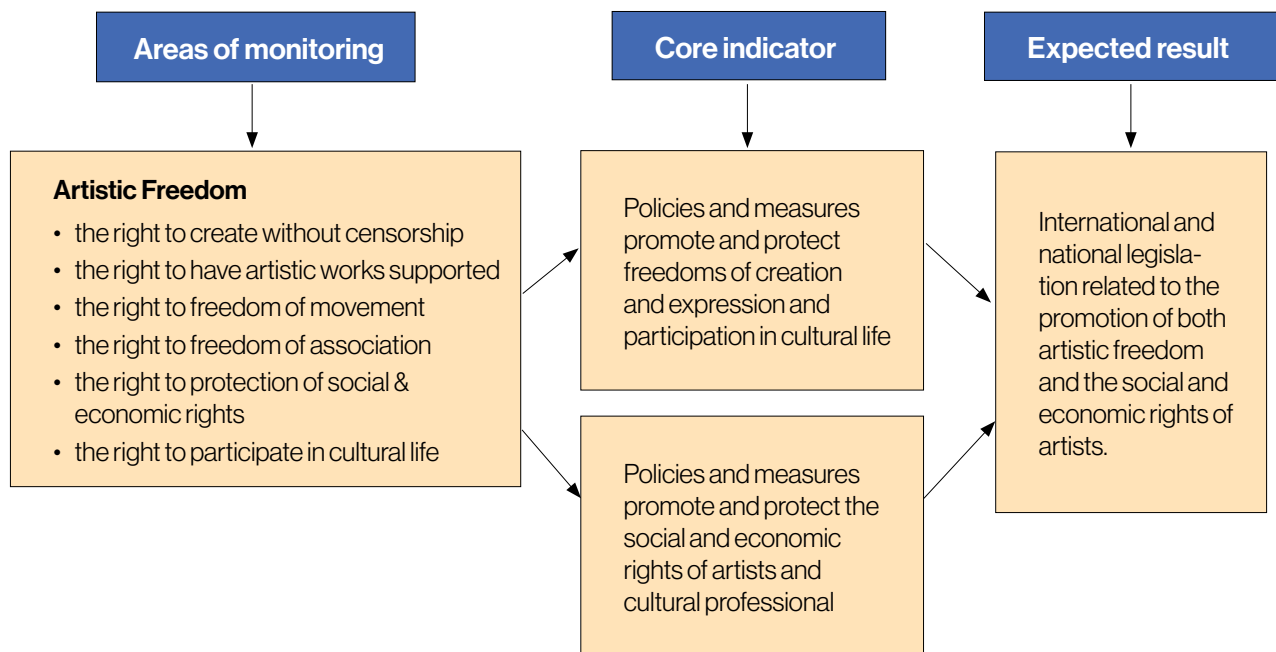 Areas of monitoring
Core indicator
Expected result
Artistic Freedom
• the right to create without censorship
• the right to have artistic works supported
• the right to freedom of movement
• the right to freedom of association
• the right to protection of social &
economic rights
• the right to participate in cultural life
Policies and measures
promote and protect
freedoms of creation
and expression and
participation in cultural life
Policies and measures
promote and protect the
social and economic
rights of artists and
cultural professional
International and
national legisla-
tion related to the
promotion of both
artistic freedom
and the social and
economic rights of
artists.